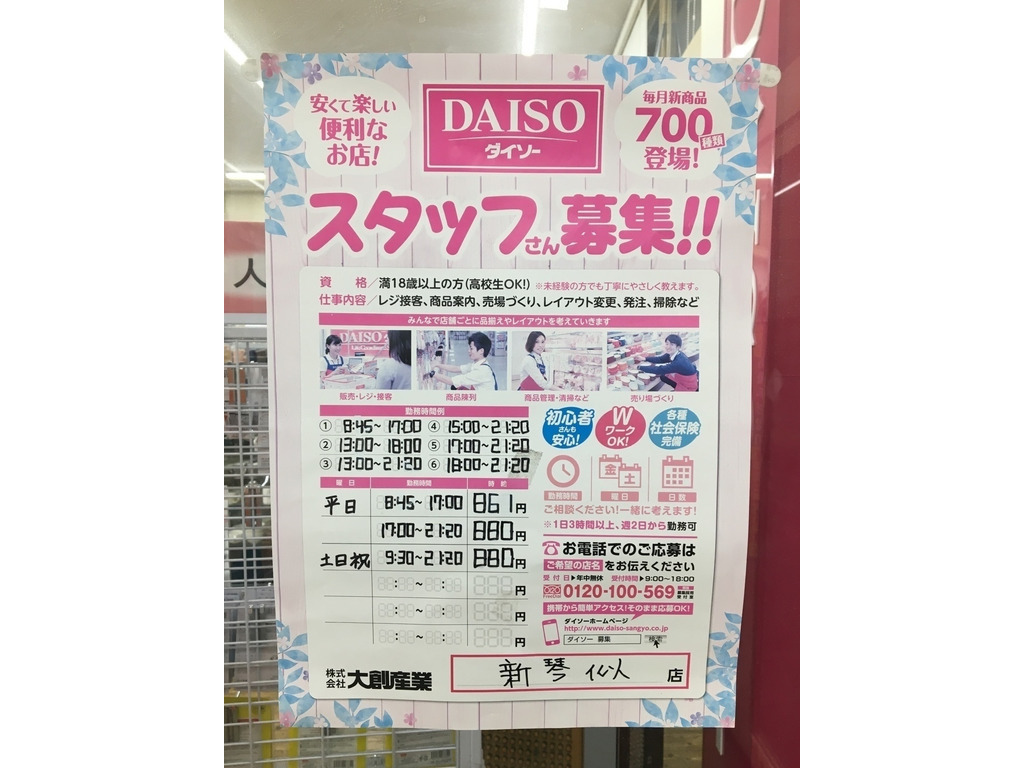 安くて楽しい
便利な
お店!
DAISO
ダイソー
毎月新商品
700種類
登場!
スタッフさん募集!!
人
資 格/満18歳以上の方(高校生OK!) ※未経験の方でも丁寧にやさしく教えます。
仕事内容/レジ接客、商品案内、売場づくり、レイアウト変更、発注、掃除など
みんなで店舗ごとに品揃えやレイアウトを考えていきます
DAISO
販売・レジ・接客
商品陳列
商品管理・清掃など
売り場づくり
勤務時間例
① 8:45~17:00 ④ 15:00~21:20
② 13:00~18:00 ⑤ 17:00~21:20
③ 13:00~21:20 ⑥ 18:00~21:20
曜日 勤務時間 時給
平日 8:45~17:00 861円
17:00~21:20 880円
土日祝 9:30~21:20 880円
円
円
円
初心者
さんも
安心!
W
ワーク
OK!
各種
社会保険
完備
金
土
勤務時間
曜日
日数
ご相談ください!一緒に考えます!
※1日3時間以上、週2日から勤務可
お電話でのご応募は
ご希望の店名をお伝えください
受付日▶年中無休 受付時間▶9:00~18:00
0120-100-569
携帯から簡単アクセス!そのまま応募OK!
ダイソーホームページ
http://www.daiso-sangyo.co.jp
ダイソー 募集 検索
株式会社 大創産業
新琴似 店